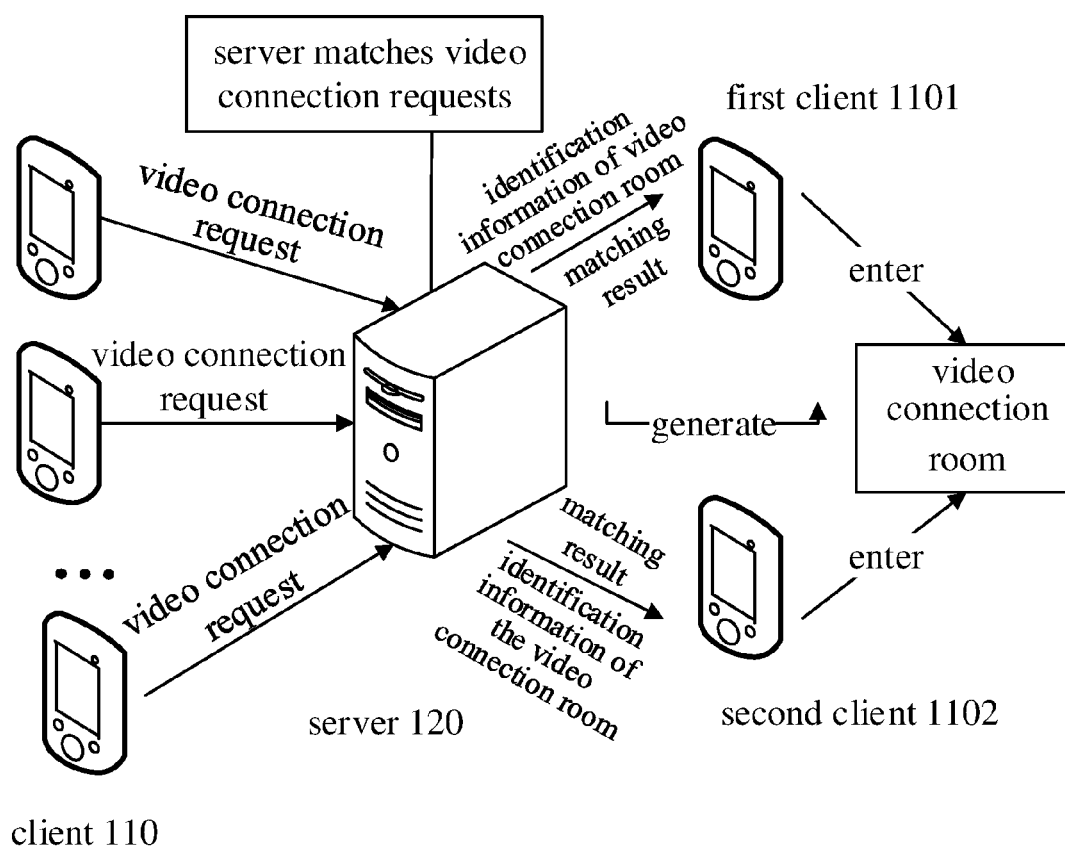 server matches video
connection requests
first client 1101
identification
information of video
connection room
matching
result
video connection
request
enter
video connection
request
video
connection
room
generate
video connection
request
matching
result
identification
information of
the video
connection room
enter
server 120
second client 1102
client 110